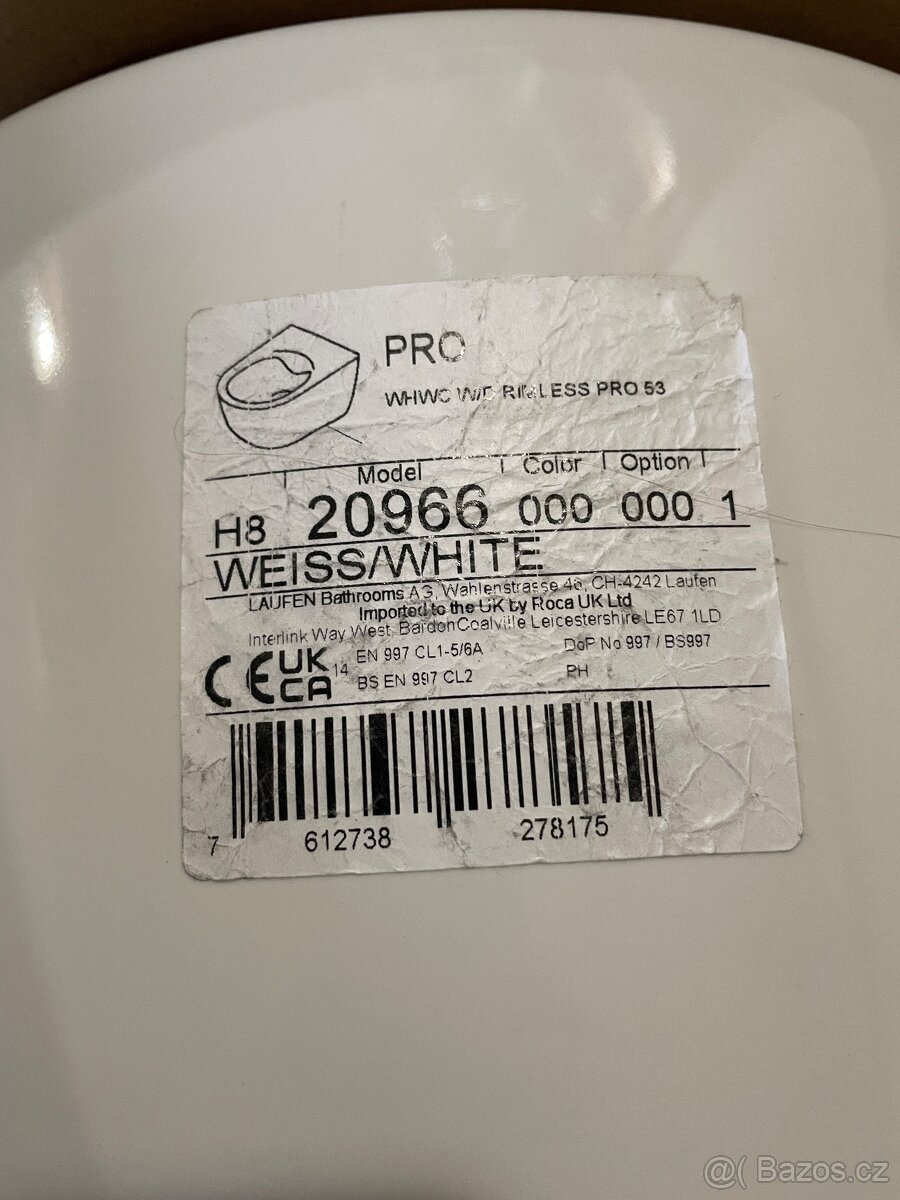 PRO
WHWC W/D RIMLESS PRO 53
Model Color Option
H8 20966 000 000 1
WEISS/WHITE
LAUFEN Bathrooms AG, Wahlenstrasse 46, CH-4242 Laufen
Imported to the UK by Roca UK Ltd
Interlink Way West, BardonCoalville Leicestershire LE67 1LD
CE UK CA 14 EN 997 CL1-5/6A DoP No 997 / BS997
BS EN 997 CL2 PH
7 612738 278175
@( Bazos.cz